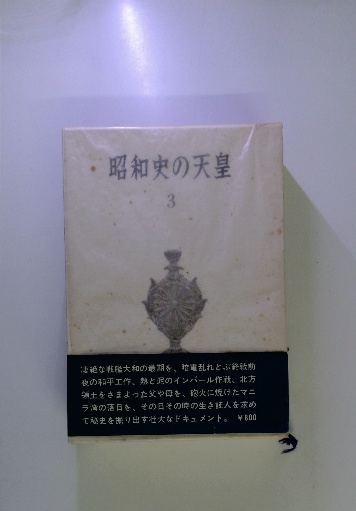 昭和史の天皇
3
凄絶な戦艦大和の最期を、暗電乱れとぶ終戦前
夜の和平工作、熱と泥のインパール作戦、北方
領土をさまよった父や母を、砲火に焼けたマニ
ラ湾の落日を、その日その時の生き証人を求め
て秘史を掘り出す壮大なドキュメント。 ¥800